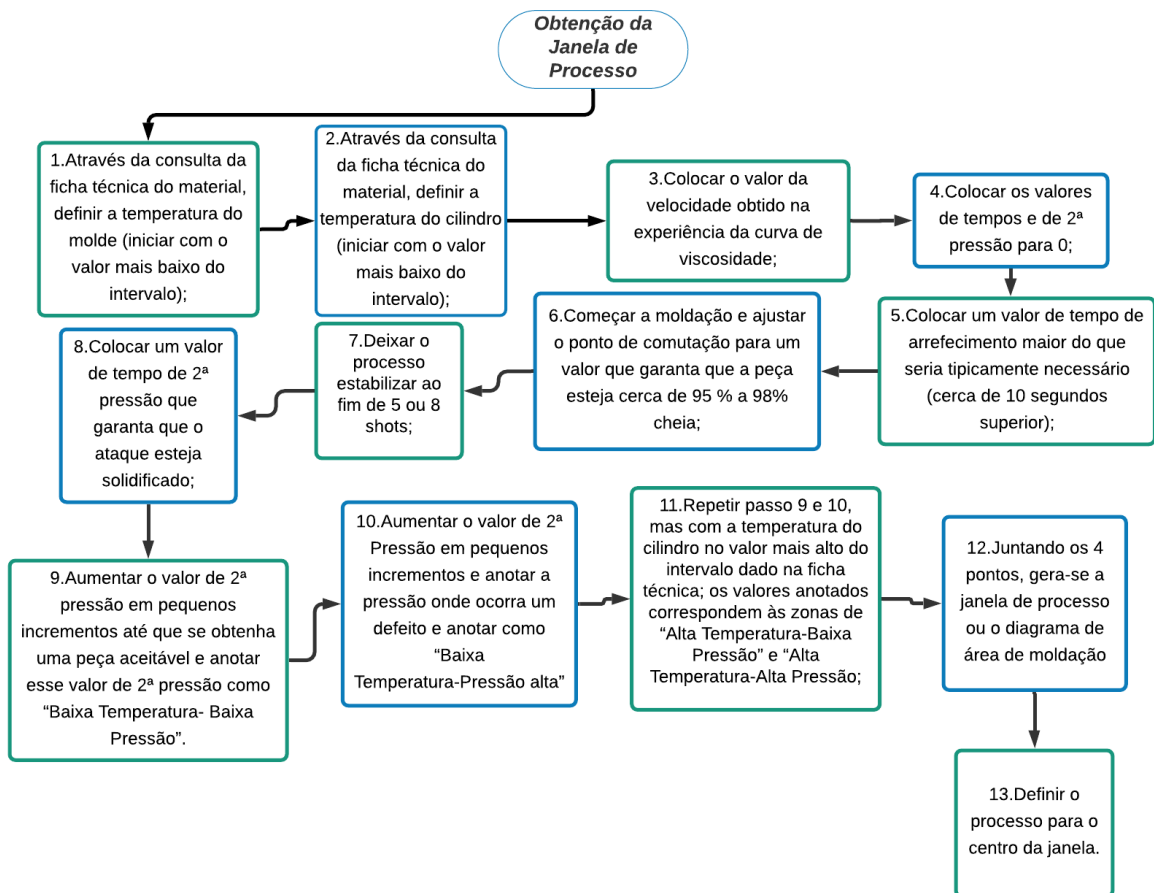 Obtenção da
Janela de
Processo
1.Através da consulta da
ficha técnica do material,
definir a temperatura do
molde (iniciar com o
valor mais baixo do
intervalo);
2.Através da consulta
da ficha técnica do
material, definir a
temperatura do cilindro
(iniciar com o valor
mais baixo do
intervalo);
3.Colocar o valor da
velocidade obtido na
experiência da curva de
viscosidade;
4.Colocar os valores
de tempos e de 2ª
pressão para 0;
5.Colocar um valor de tempo de
arrefecimento maior do que
seria tipicamente necessário
(cerca de 10 segundos
superior);
6.Começar a moldação e ajustar
o ponto de comutação para um
valor que garanta que a peça
esteja cerca de 95 % a 98%
cheia;
7.Deixar o
processo
estabilizar ao
fim de 5 ou 8
shots;
8.Colocar um valor
de tempo de 2ª
pressão que
garanta que o
ataque esteja
solidificado;
9.Aumentar o valor de 2ª
pressão em pequenos
incrementos até que se obtenha
uma peça aceitável e anotar
esse valor de 2ª pressão como
“Baixa Temperatura- Baixa
Pressão”.
10.Aumentar o valor de 2ª
Pressão em pequenos
incrementos e anotar a
pressão onde ocorra um
defeito e anotar como
“Baixa
Temperatura-Pressão alta”
11.Repetir passo 9 e 10,
mas com a temperatura do
cilindro no valor mais alto do
intervalo dado na ficha
técnica; os valores anotados
correspondem às zonas de
“Alta Temperatura-Baixa
Pressão” e “Alta
Temperatura-Alta Pressão;
12.Juntando os 4
pontos, gera-se a
janela de processo
ou o diagrama de
área de moldação
13.Definir o
processo para o
centro da janela.